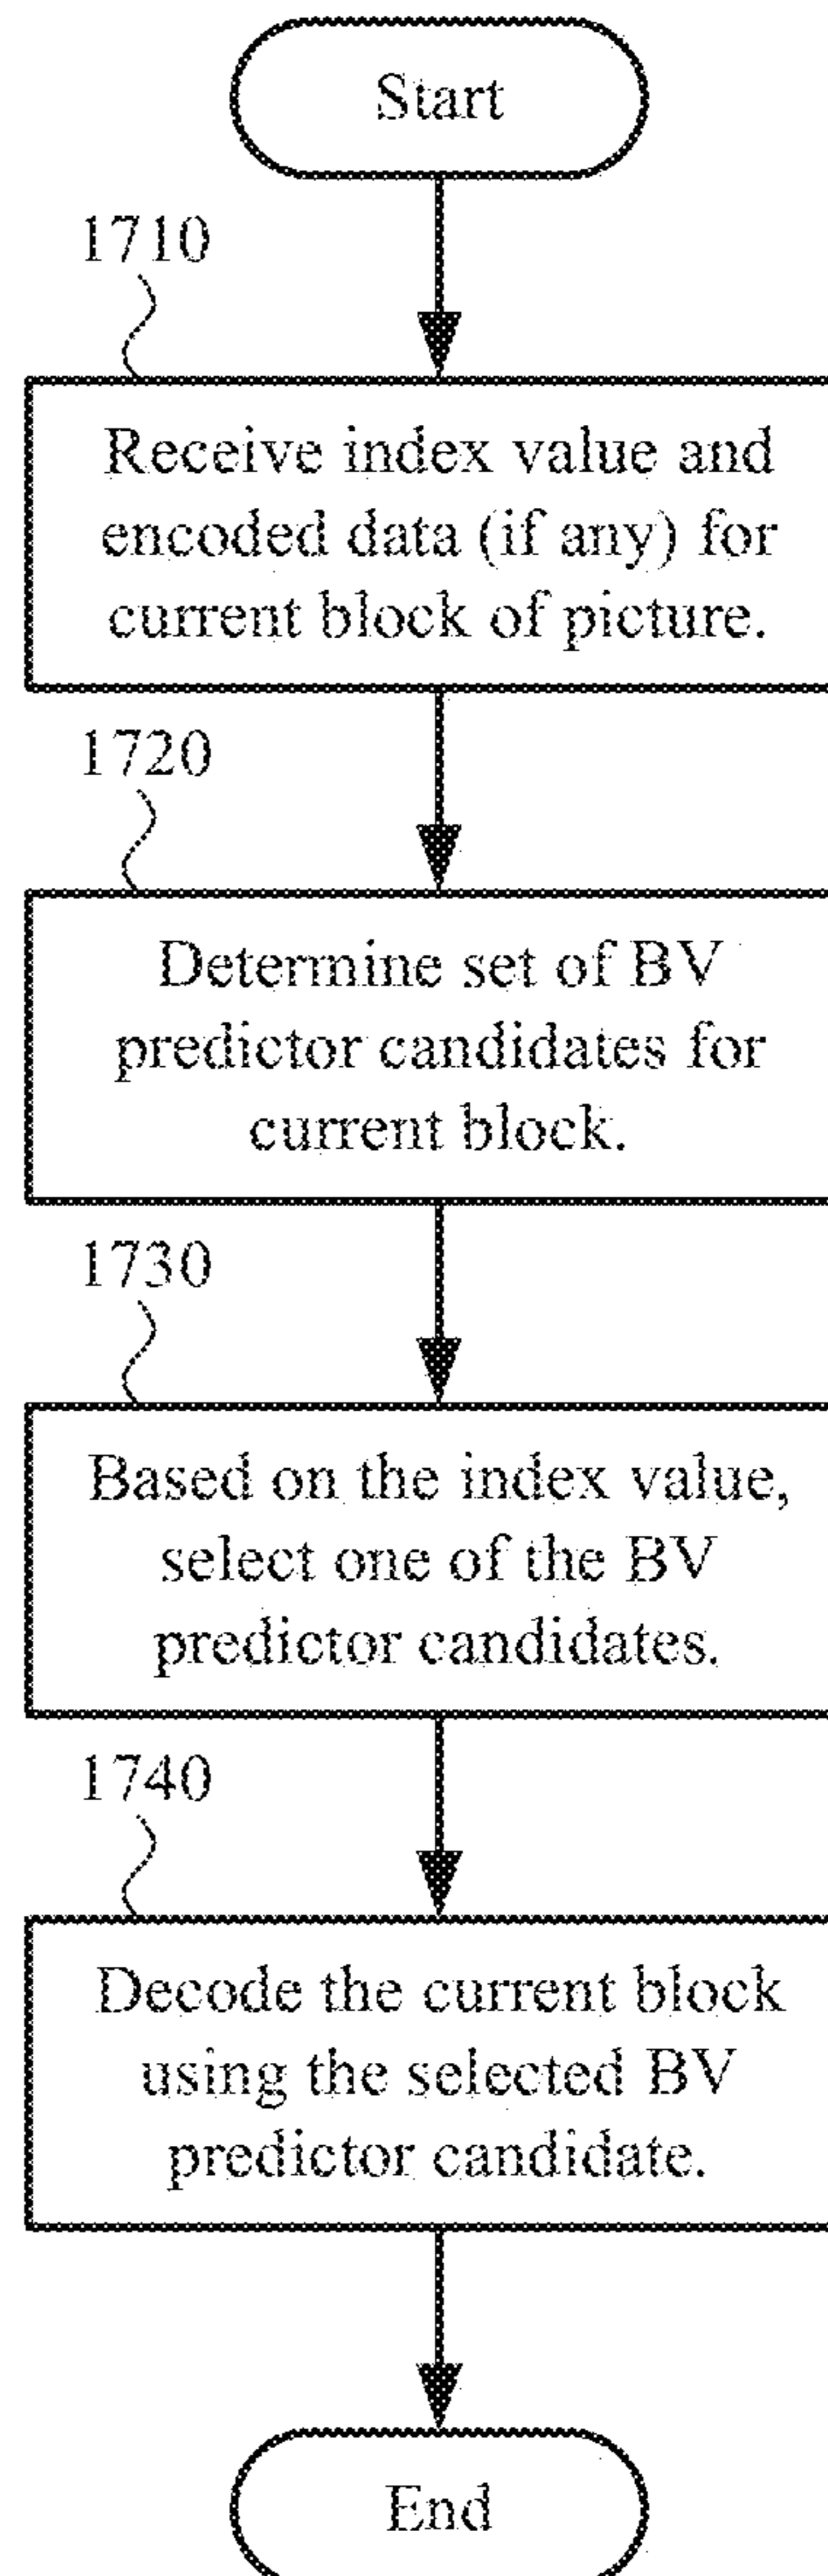 Start
1710
Receive index value and
encoded data (if any) for
current block of picture.
1720
Determine set of BV
predictor candidates for
current block.
1730
Based on the index value,
select one of the BV
predictor candidates.
1740
Decode the current block
using the selected BV
predictor candidate.
End